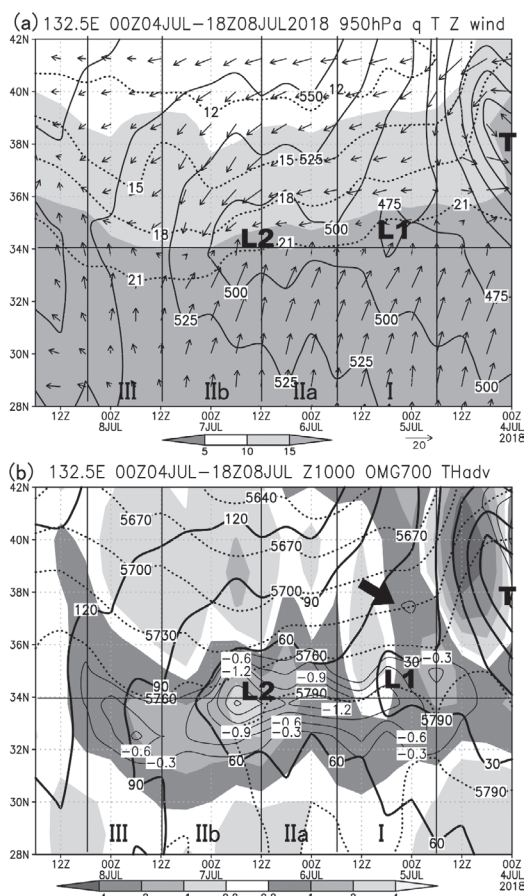 (a) 132.5E 00Z04JUL-18Z08JUL2018 950hPa q T Z wind
42N
40N
12
550
12
38N
T
15
525
36N
15
18
475
21
18
500
L1
34N
L2
21
21
32N
500
475
525
500
30N
525
525
500
28N
III
IIb
IIa
I
12Z 00Z 12Z 00Z 12Z 00Z 12Z 00Z 12Z 00Z
8JUL 7JUL 6JUL 5JUL 4JUL
2018
5 10 15
20
(b) 132.5E 00Z04JUL-18Z08JUL Z1000 OMG700 THadv
42N
5640
5670
120
5670
40N
5700
5700
90
38N
T
120
5730
60
36N
-0.6
5760
30
-0.3
90
-1.2
-0.9
L1
5760
L2
5790
34N
-1.2
5790
-0.9
-0.6
-0.6
-0.6
32N
-0.3
-0.3
-0.3
60
60
30
90
5790
30N
III
IIb
IIa
I
60
28N
12Z 00Z 12Z 00Z 12Z 00Z 12Z 00Z 12Z 00Z
8JUL 7JUL 6JUL 5JUL 4JUL
2018